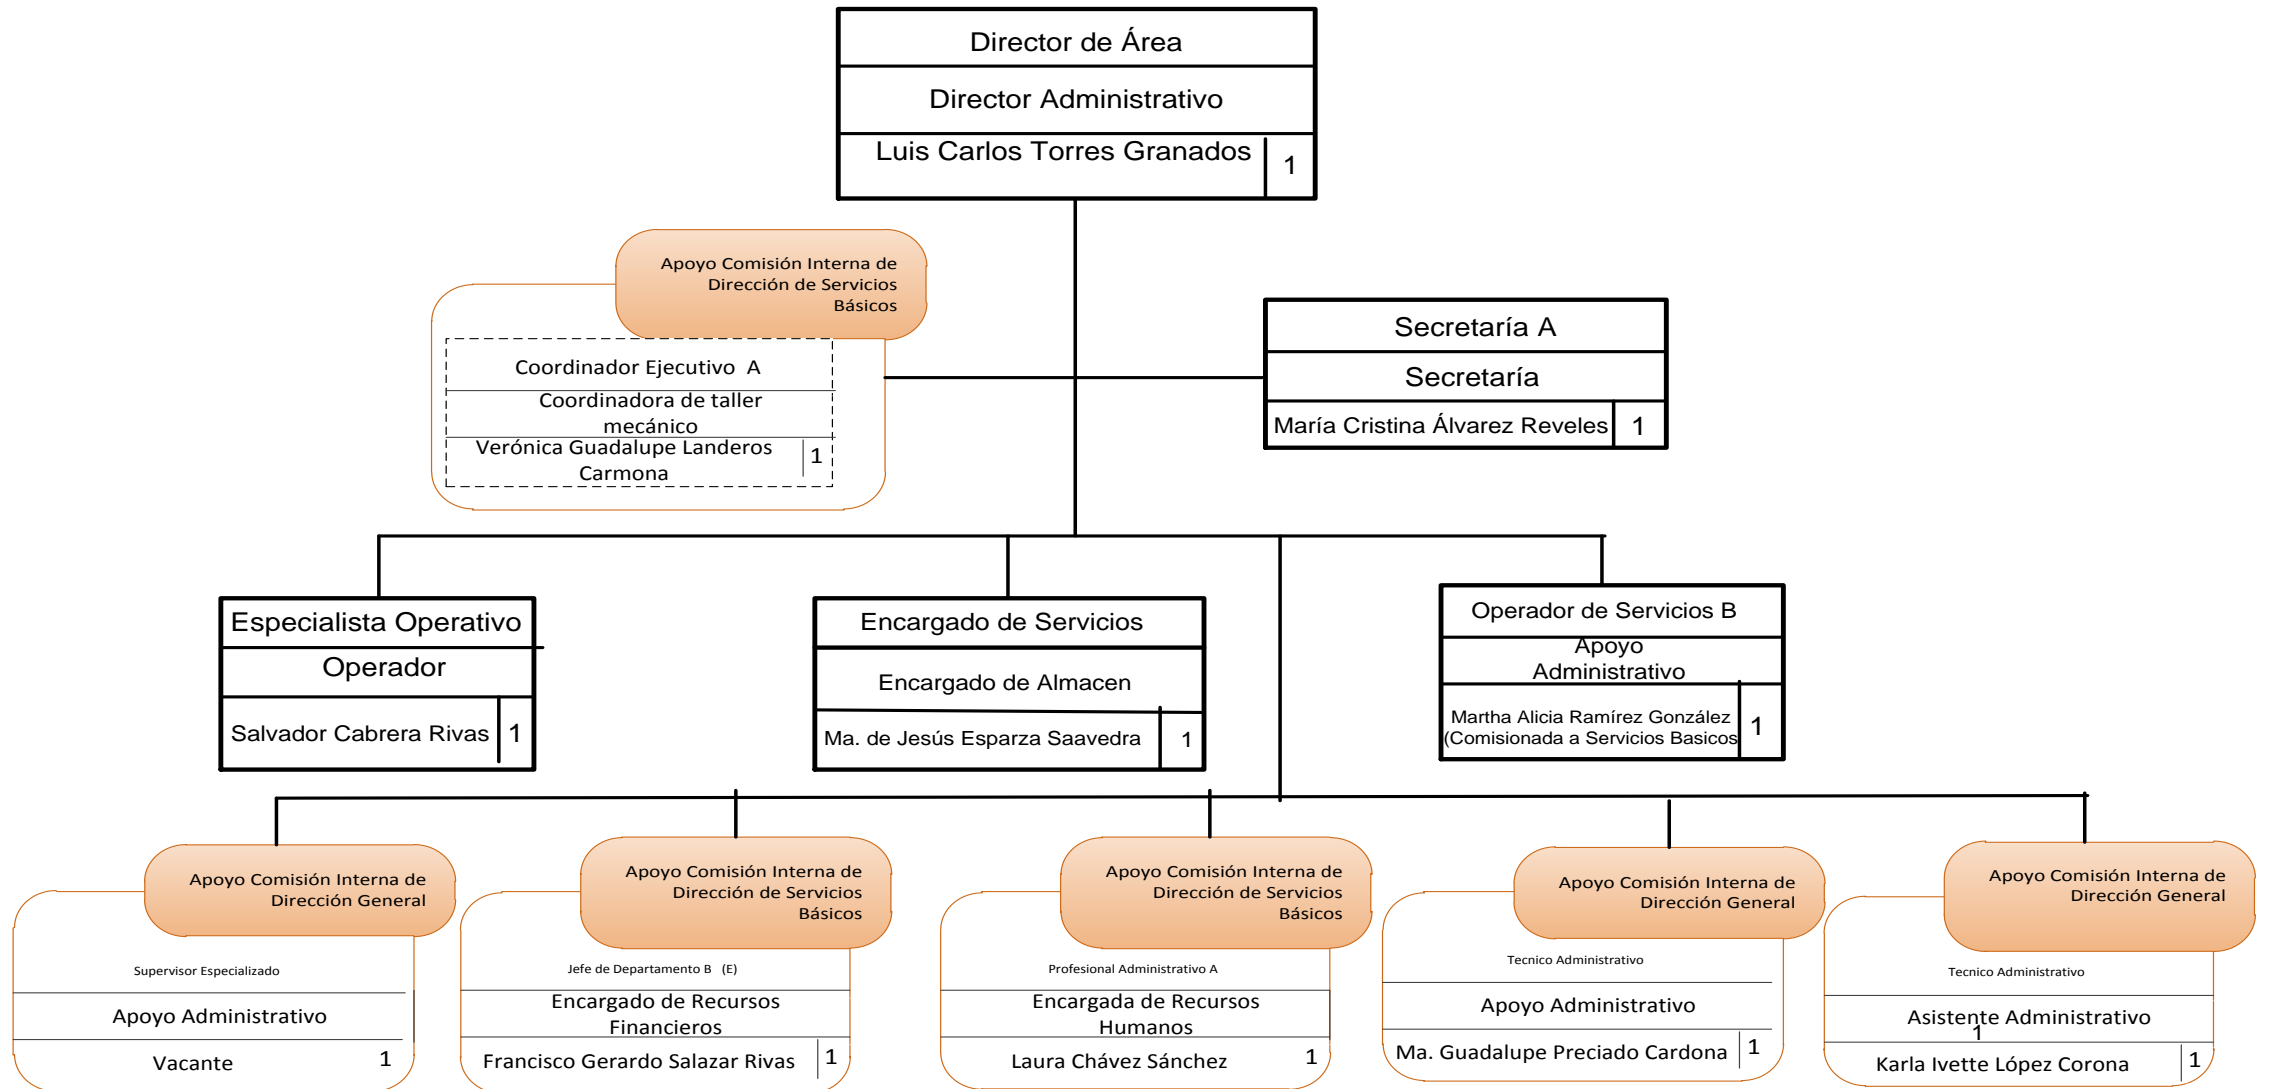 Director de Área
Director Administrativo
Luis Carlos Torres Granados 1
Apoyo Comisión Interna de
Dirección de Servicios
Básicos
Coordinador Ejecutivo A
Coordinadora de taller
mecánico
Verónica Guadalupe Landeros
Carmona
1
Secretaría A
Secretaría
María Cristina Álvarez Reveles 1
Especialista Operativo
Operador
Salvador Cabrera Rivas 1
Encargado de Servicios
Encargado de Almacen
Ma. de Jesús Esparza Saavedra 1
Operador de Servicios B
Apoyo
Administrativo
Martha Alicia Ramírez González
(Comisionada a Servicios Basicos
1
Apoyo Comisión Interna de
Dirección General
Supervisor Especializado
Apoyo Administrativo
Vacante 1
Apoyo Comisión Interna de
Dirección de Servicios
Básicos
Jefe de Departamento B (E)
Encargado de Recursos
Financieros
Francisco Gerardo Salazar Rivas 1
Apoyo Comisión Interna de
Dirección de Servicios
Básicos
Profesional Administrativo A
Encargada de Recursos
Humanos
Laura Chávez Sánchez 1
Apoyo Comisión Interna de
Dirección General
Tecnico Administrativo
Apoyo Administrativo
Ma. Guadalupe Preciado Cardona 1
Apoyo Comisión Interna de
Dirección General
Tecnico Administrativo
Asistente Administrativo
1
Karla Ivette López Corona 1